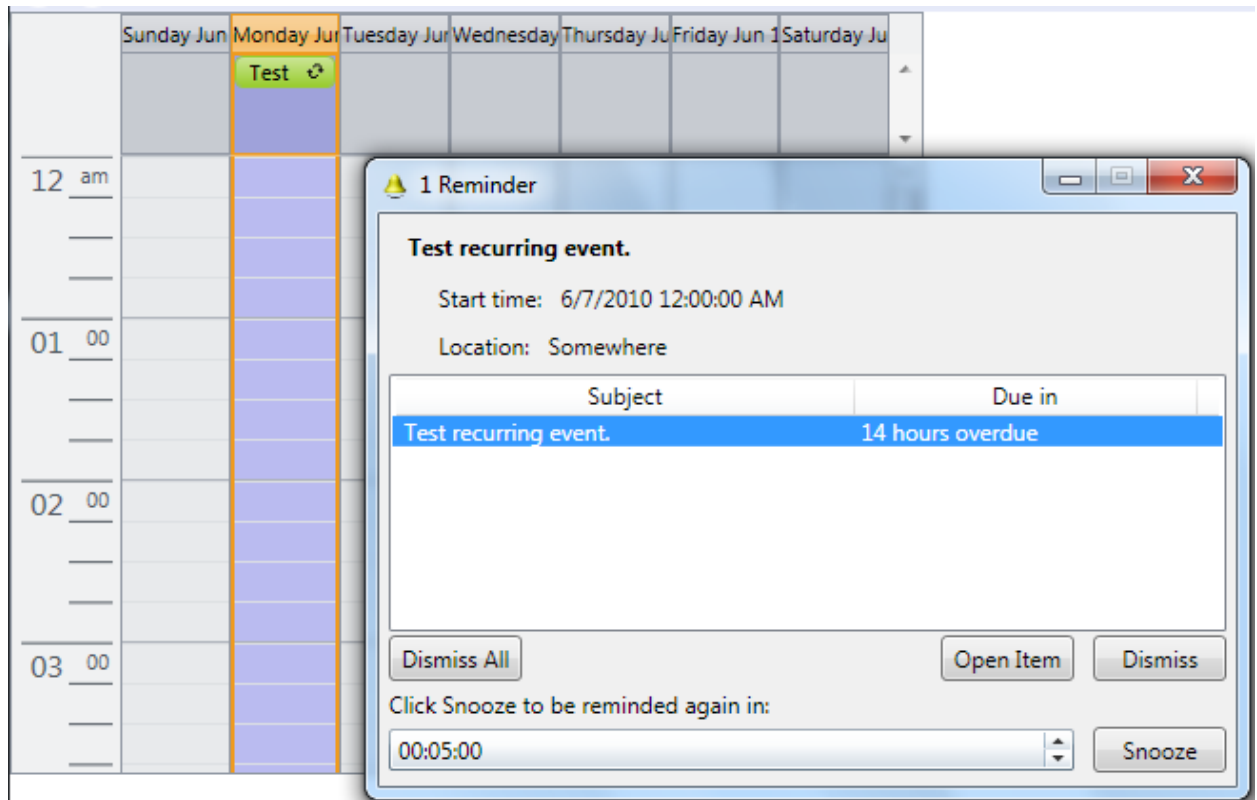 Sunday Jun Monday Jur Tuesday Jur Wednesday Thursday Ju Friday Jun 1 Saturday Ju
Test
12 am
01 00
02 00
03 00
1 Reminder
Test recurring event.
Start time: 6/7/2010 12:00:00 AM
Location: Somewhere
Subject Due in
Test recurring event. 14 hours overdue
Dismiss All Open Item Dismiss
Click Snooze to be reminded again in:
00:05:00 Snooze